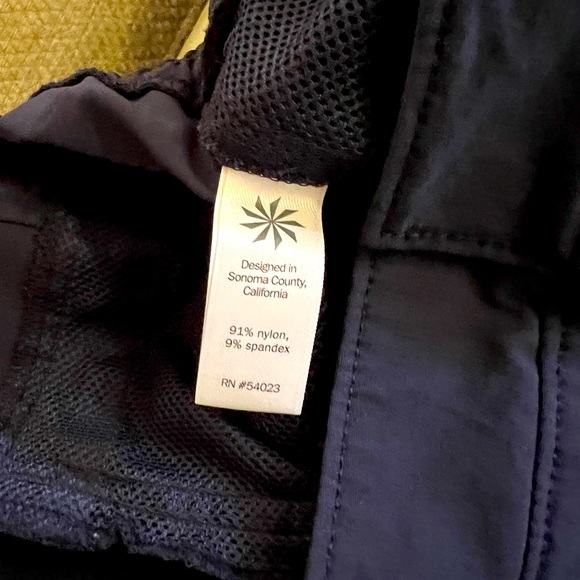 Designed in
Sonoma County,
California
91% nylon,
9% spandex
RN #54023